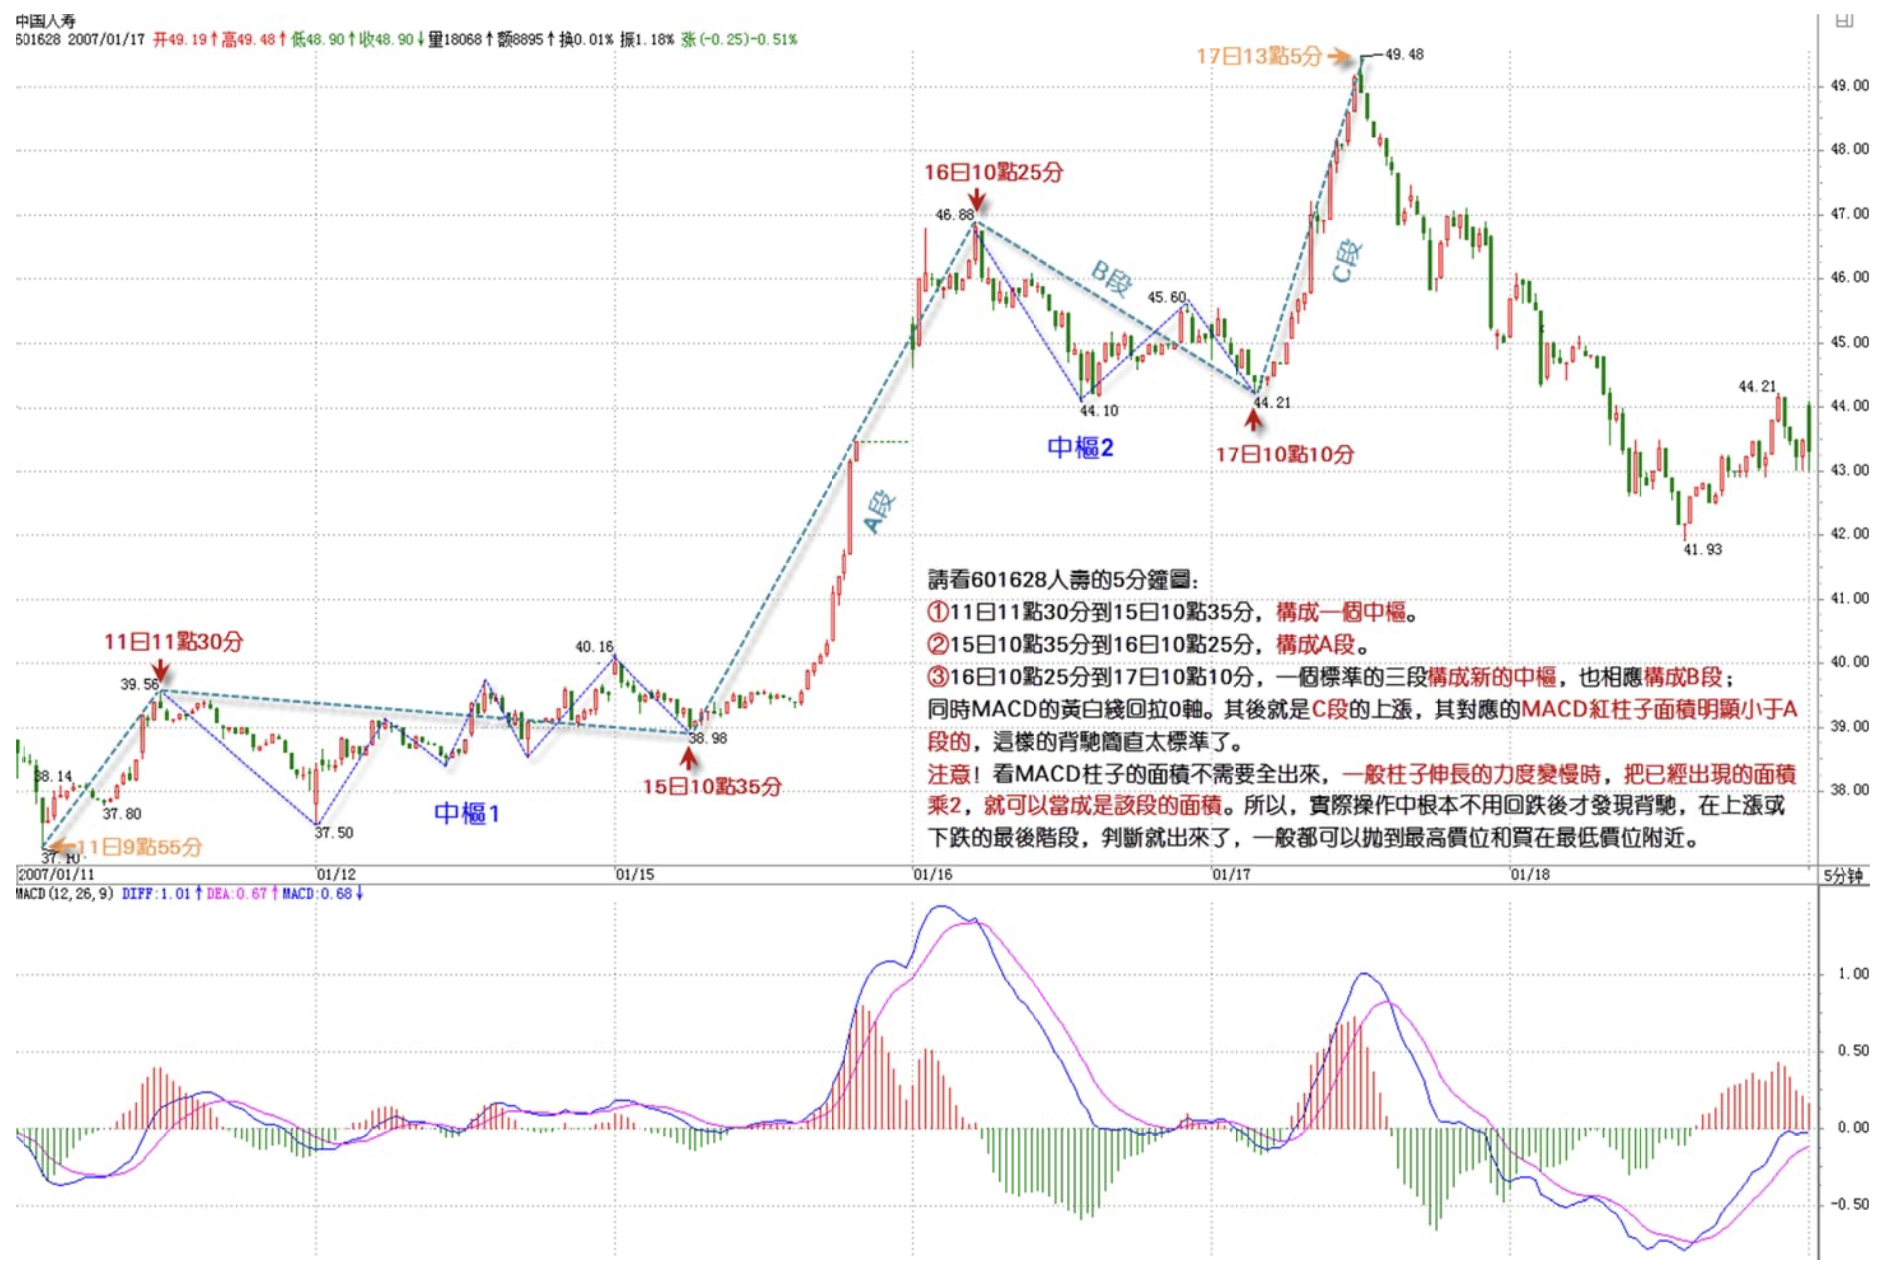 中国人寿
601628 2007/01/17 开49.19↑高49.48↑低48.90↑收48.90↓量18068↑额8895↑换0.01% 振1.18% 涨(-0.25)-0.51%
17日13點5分
49.48
49.00
48.00
16日10點25分
46.88
47.00
B段
C段
46.00
45.60
45.00
44.21
44.10
44.21
44.00
中樞2
17日10點10分
43.00
A段
42.00
41.93
請看601628人壽的5分鐘圖:
①11日11點30分到15日10點35分，構成一個中樞。
②15日10點35分到16日10點25分，構成A段。
③16日10點25分到17日10點10分，一個標準的三段構成新的中樞，也相應構成B段；
同時MACD的黃白綫回拉0軸。其後就是C段的上漲，其對應的MACD紅柱子面積明顯小于A
段的，這樣的背馳簡直太標準了。
注意！看MACD柱子的面積不需要全出來，一般柱子伸長的力度變慢時，把已經出現的面積
乘2，就可以當成是該段的面積。所以，實際操作中根本不用回跌後才發現背馳，在上漲或
下跌的最後階段，判斷就出來了，一般都可以拋到最高價位和買在最低價位附近。
41.00
11日11點30分
40.16
40.00
39.56
39.00
38.98
38.14
15日10點35分
37.80
中樞1
38.00
37.50
11日9點55分
37.10
2007/01/11
01/12
01/15
01/16
01/17
01/18
5分钟
MACD(12,26,9) DIFF:1.01↑DEA:0.67↑MACD:0.68↓
1.00
0.50
0.00
-0.50